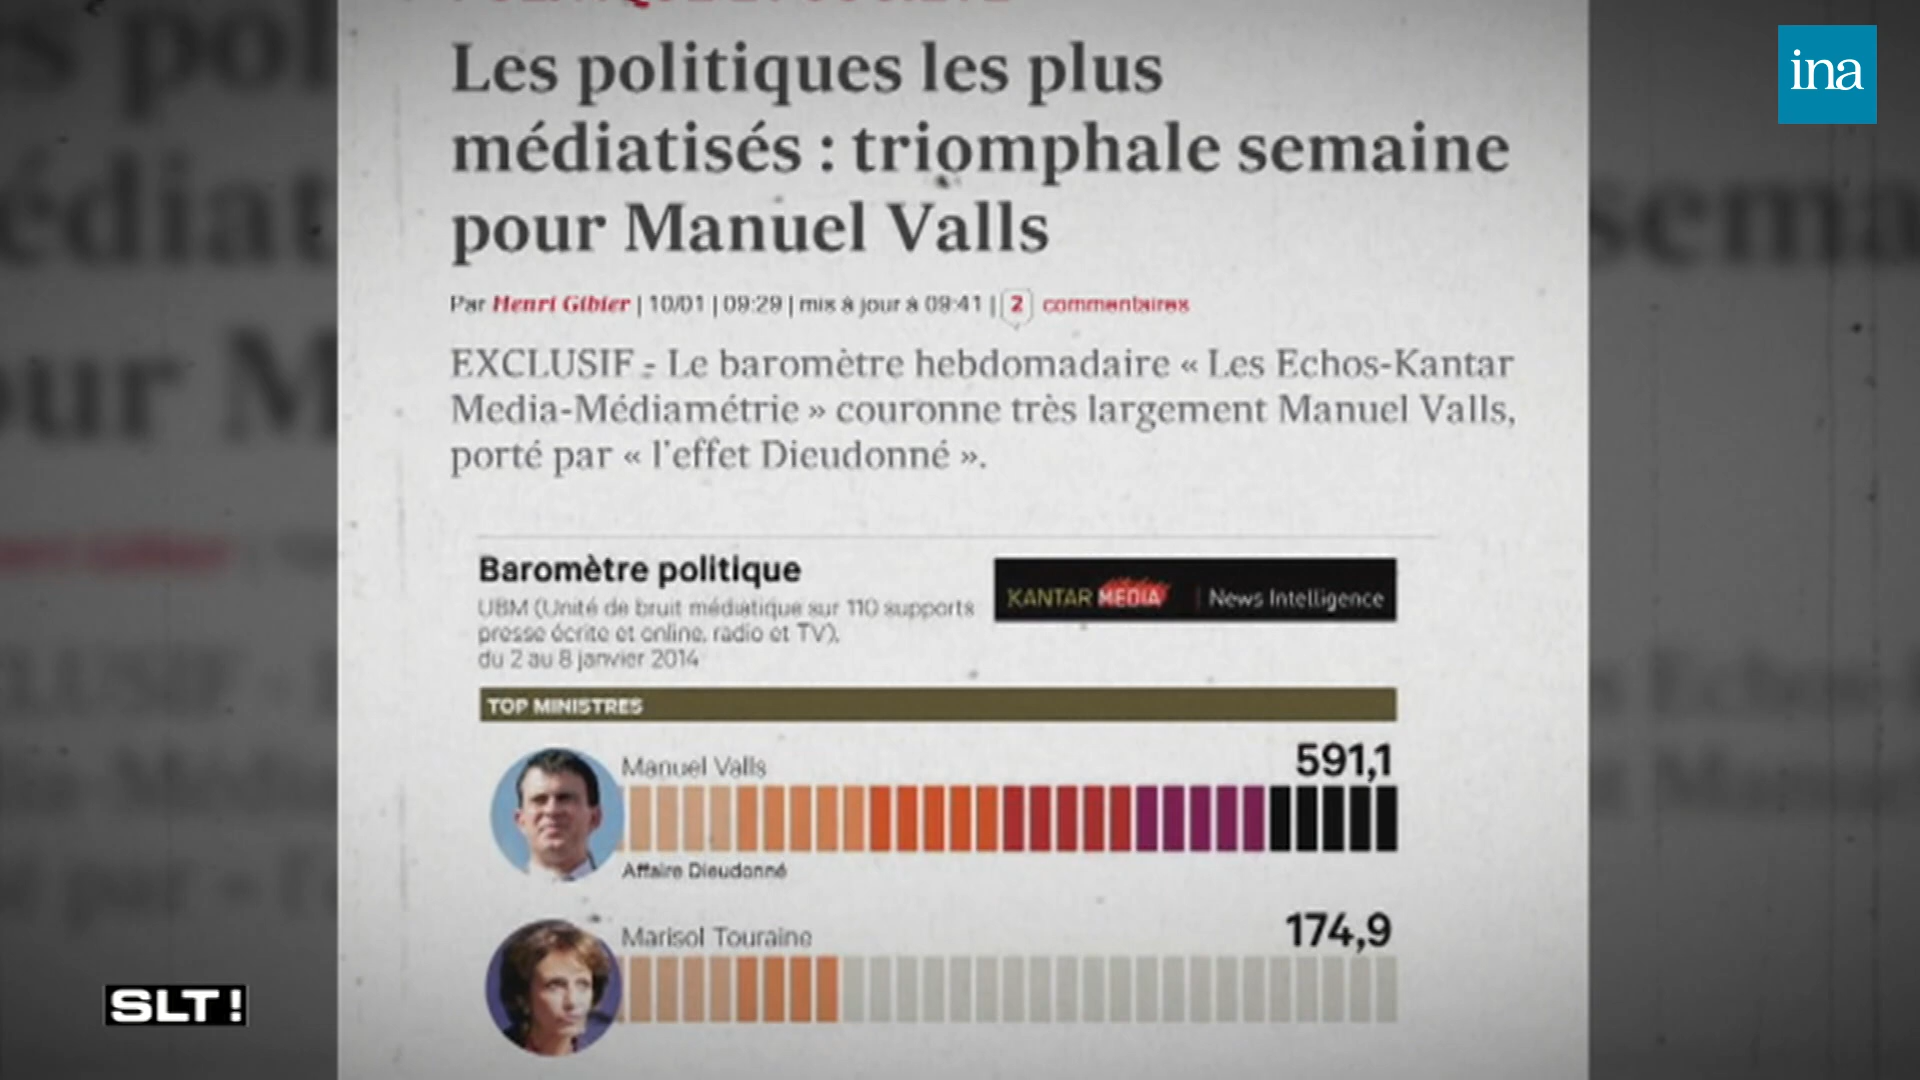 ina
Les politiques les plus
médiatisés : triomphale semaine
pour Manuel Valls
Par Henri Gibier | 10/01 | 09:29 | mis à jour à 09:41 | 2 commentaires
EXCLUSIF - Le baromètre hebdomadaire « Les Echos-Kantar
Media-Médiamétrie » couronne très largement Manuel Valls,
porté par « l'effet Dieudonné ».
Baromètre politique
KANTAR MEDIA | News Intelligence
UBM (Unité de bruit médiatique sur 110 supports
presse écrite et online, radio et TV),
du 2 au 8 janvier 2014
TOP MINISTRES
Manuel Valls 591,1
Affaire Dieudonné
Marisol Touraine 174,9
SLT!